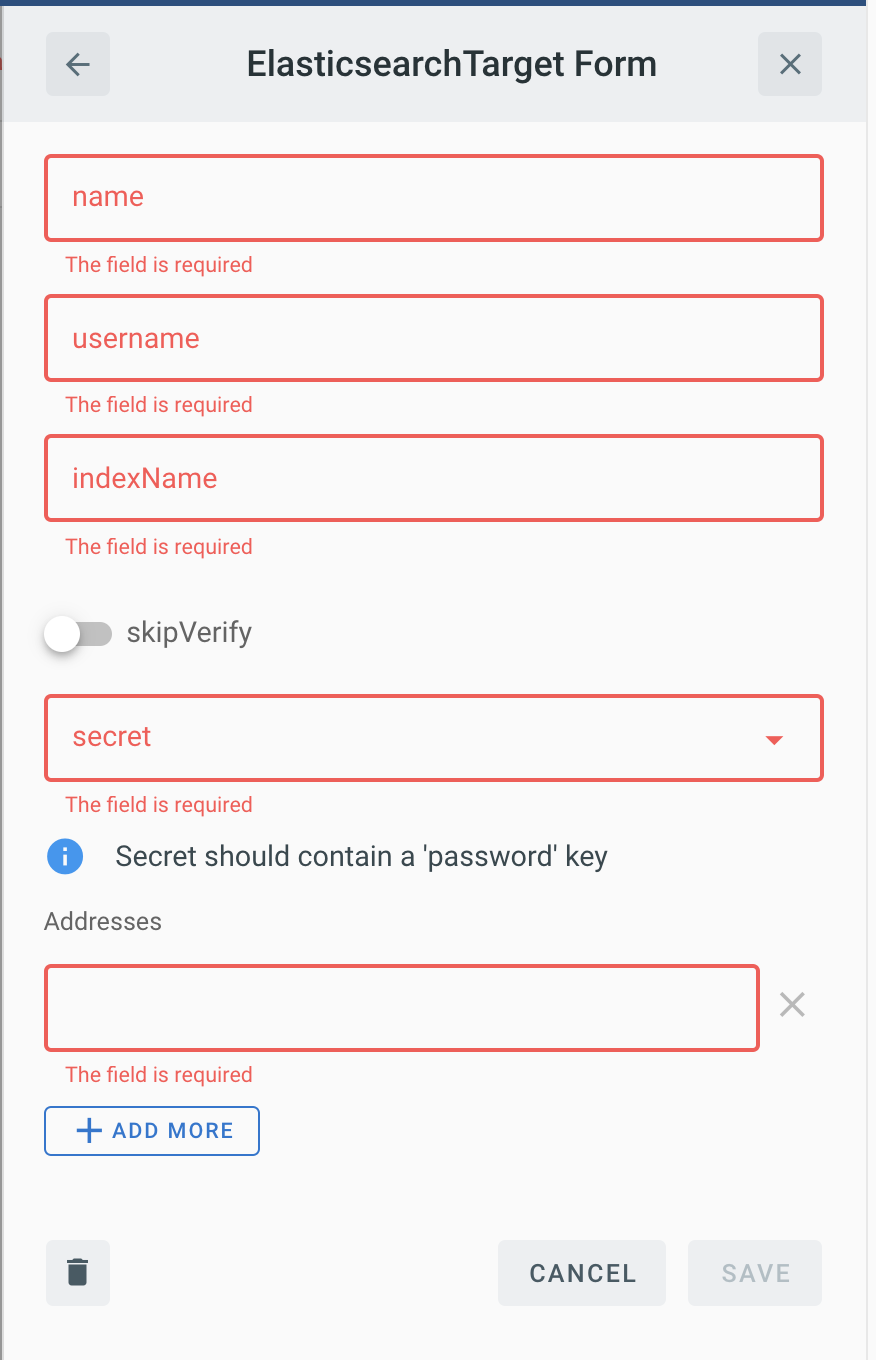 ElasticsearchTarget Form
name
The field is required
username
The field is required
indexName
The field is required
skipVerify
secret
The field is required
Secret should contain a 'password' key
Addresses
The field is required
ADD MORE
CANCEL
SAVE